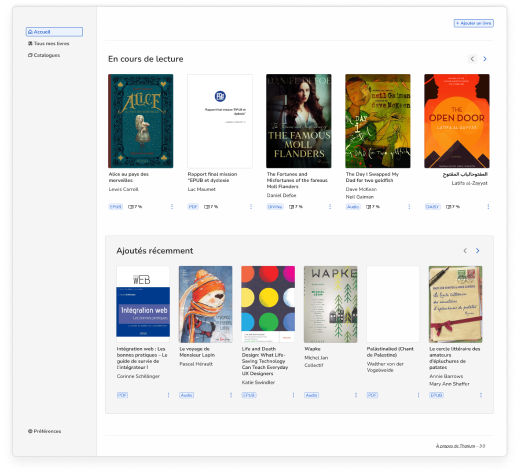 Accueil
Tous mes livres
Catalogues
+ Ajouter un livre
En cours de lecture
ALICE
Rapport final mission "EPUB et dyslexie"
DANIEL DEFOE
THE FAMOUS
MOLL
FLANDERS
Neil Gaiman
dave McKean
THE
OPEN DOOR
LATIFA AL-ZAYYAT
Alice au pays des
merveilles
Lewis Carroll
EPUB
7 %
Rapport final mission
"EPUB et dyslexie
Luc Maumet
PDF
7 %
The Fortunes and
Misfortunes of the famous
Moll Flanders
Daniel Defoe
DiViNa
7 %
The Day I Swapped My
Dad for two goldfish
Dave McKean
Neil Gaiman
Audio
7 %
المفتوحالباب المفتوح
Latifa al-Zayyat
DAISY
7 %
Ajoutés récemment
WEB
Intégration web
WAPKE
Intégration web : Les
bonnes pratiques – Le
guide de survie de
l'intégrateur !
Corinne Schillinger
PDF
Le voyage de
Monsieur Lapin
Pascal Hérault
Audio
Life and Death
Design: What Life-
Saving Technology
Can Teach Everyday
UX Designers
Katie Swindler
EPUB
Wapke
Michel Jan
Collectif
Audio
Palästinalied (Chant
de Palestine)
Walther von der
Vogelweide
PDF
Le cercle littéraire des
amateurs
d'épluchures de
patates
Annie Barrows
Mary Ann Shaffer
EPUB
Préférences
À propos de Thorium - 3.0